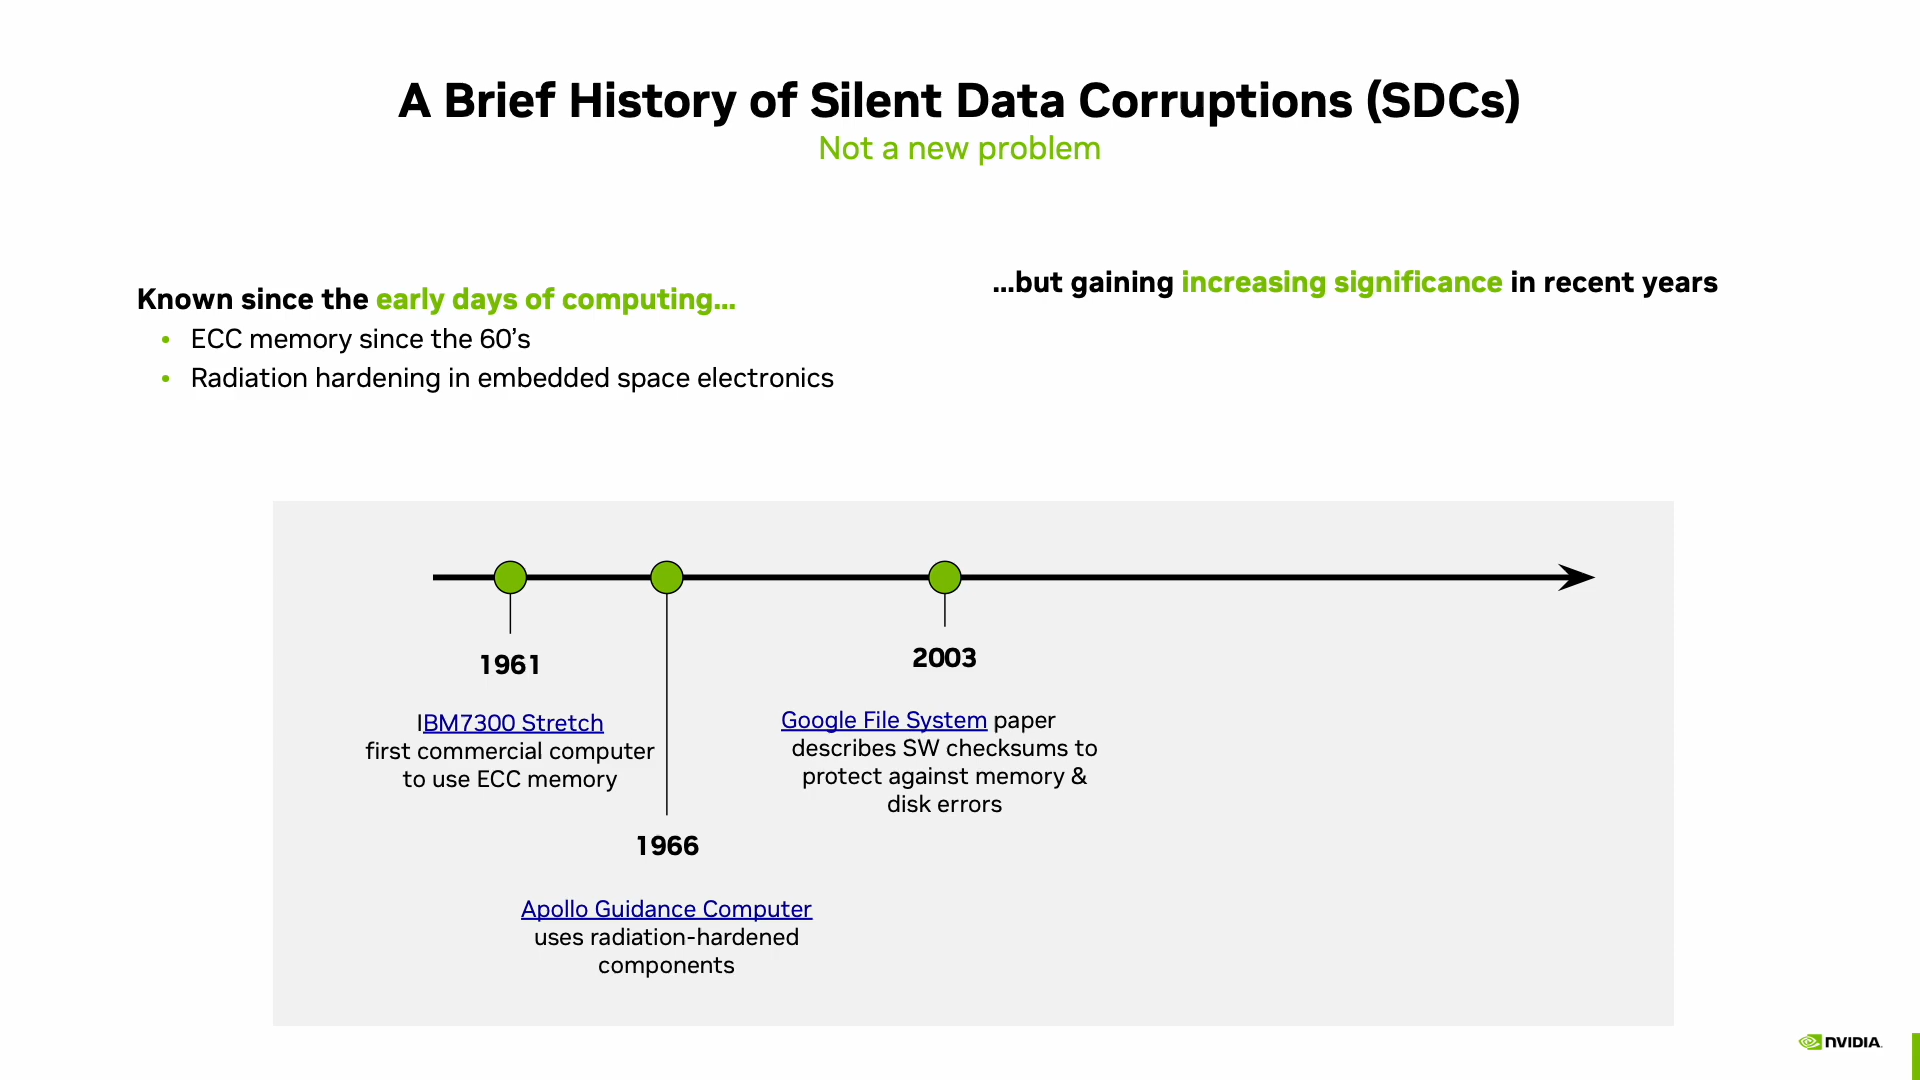 A Brief History of Silent Data Corruptions (SDCs)
Not a new problem
Known since the early days of computing...
• ECC memory since the 60’s
• Radiation hardening in embedded space electronics
...but gaining increasing significance in recent years
1961
IBM7300 Stretch
first commercial computer
to use ECC memory
1966
Apollo Guidance Computer
uses radiation-hardened
components
2003
Google File System paper
describes SW checksums to
protect against memory &
disk errors
NVIDIA.